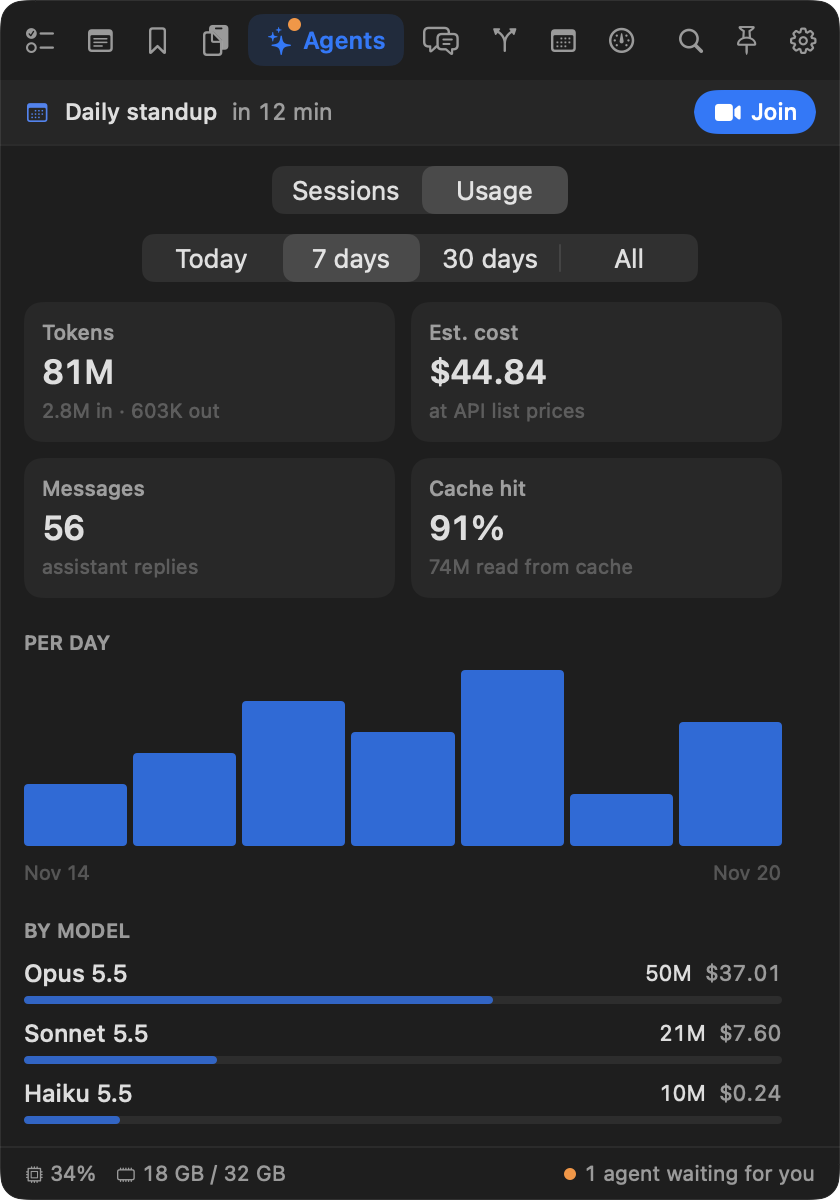 Agents
Daily standup in 12 min
Join
Sessions Usage
Today 7 days 30 days All
Tokens
81M
2.8M in · 603K out
Est. cost
$44.84
at API list prices
Messages
56
assistant replies
Cache hit
91%
74M read from cache
PER DAY
Nov 14 Nov 20
BY MODEL
Opus 5.5 50M $37.01
Sonnet 5.5 21M $7.60
Haiku 5.5 10M $0.24
34% 18 GB / 32 GB 1 agent waiting for you